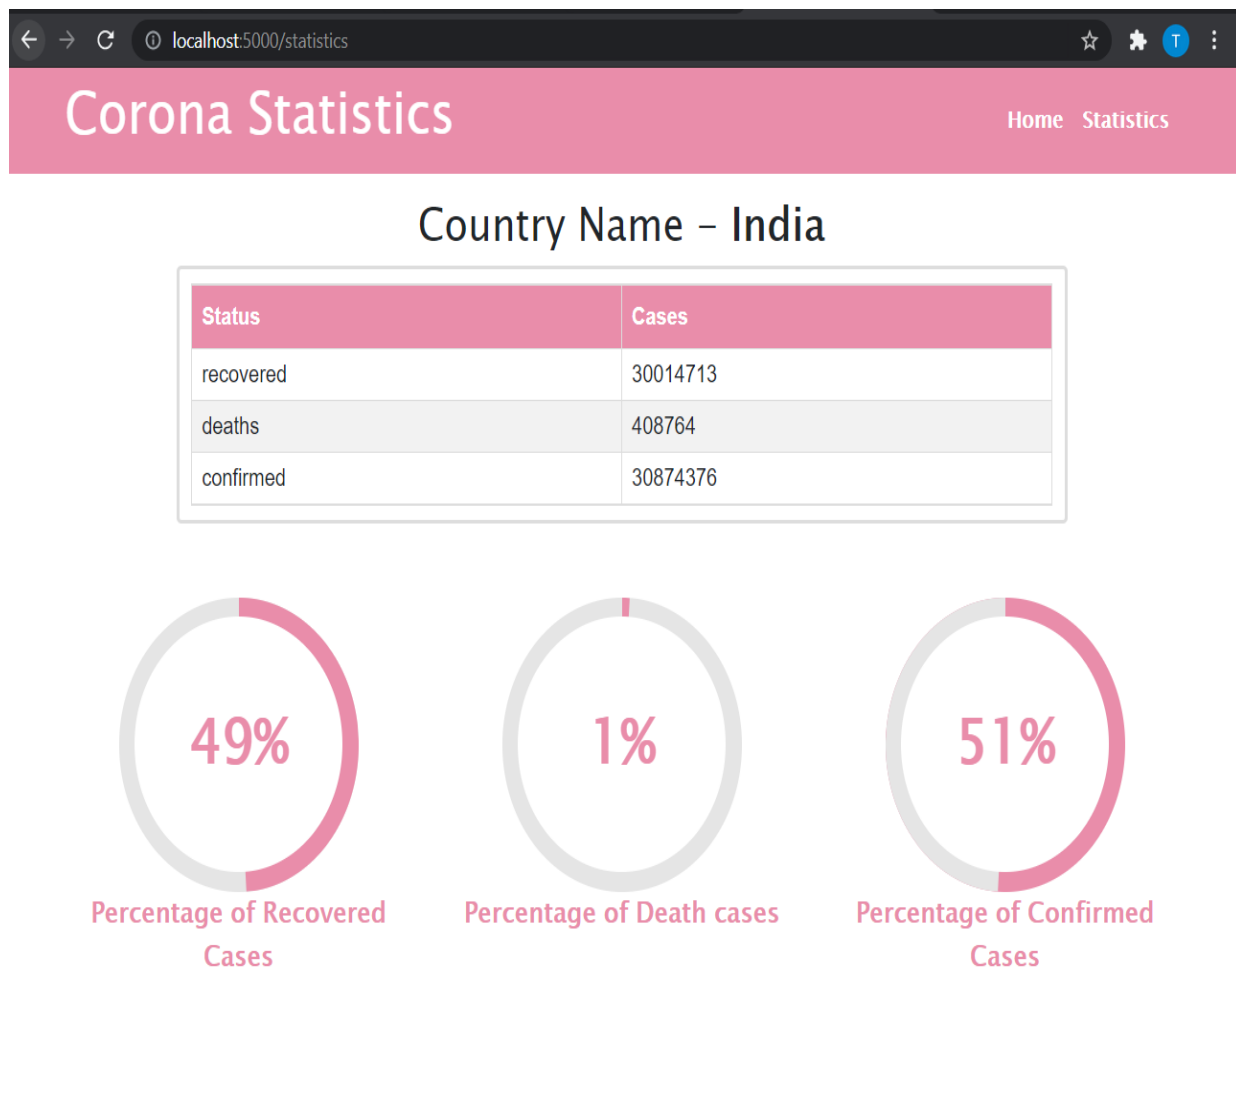 localhost:5000/statistics
T
Corona Statistics
Home Statistics
Country Name - India
Status Cases
recovered 30014713
deaths 408764
confirmed 30874376
49% 1% 51%
Percentage of Recovered Cases
Percentage of Death cases
Percentage of Confirmed Cases